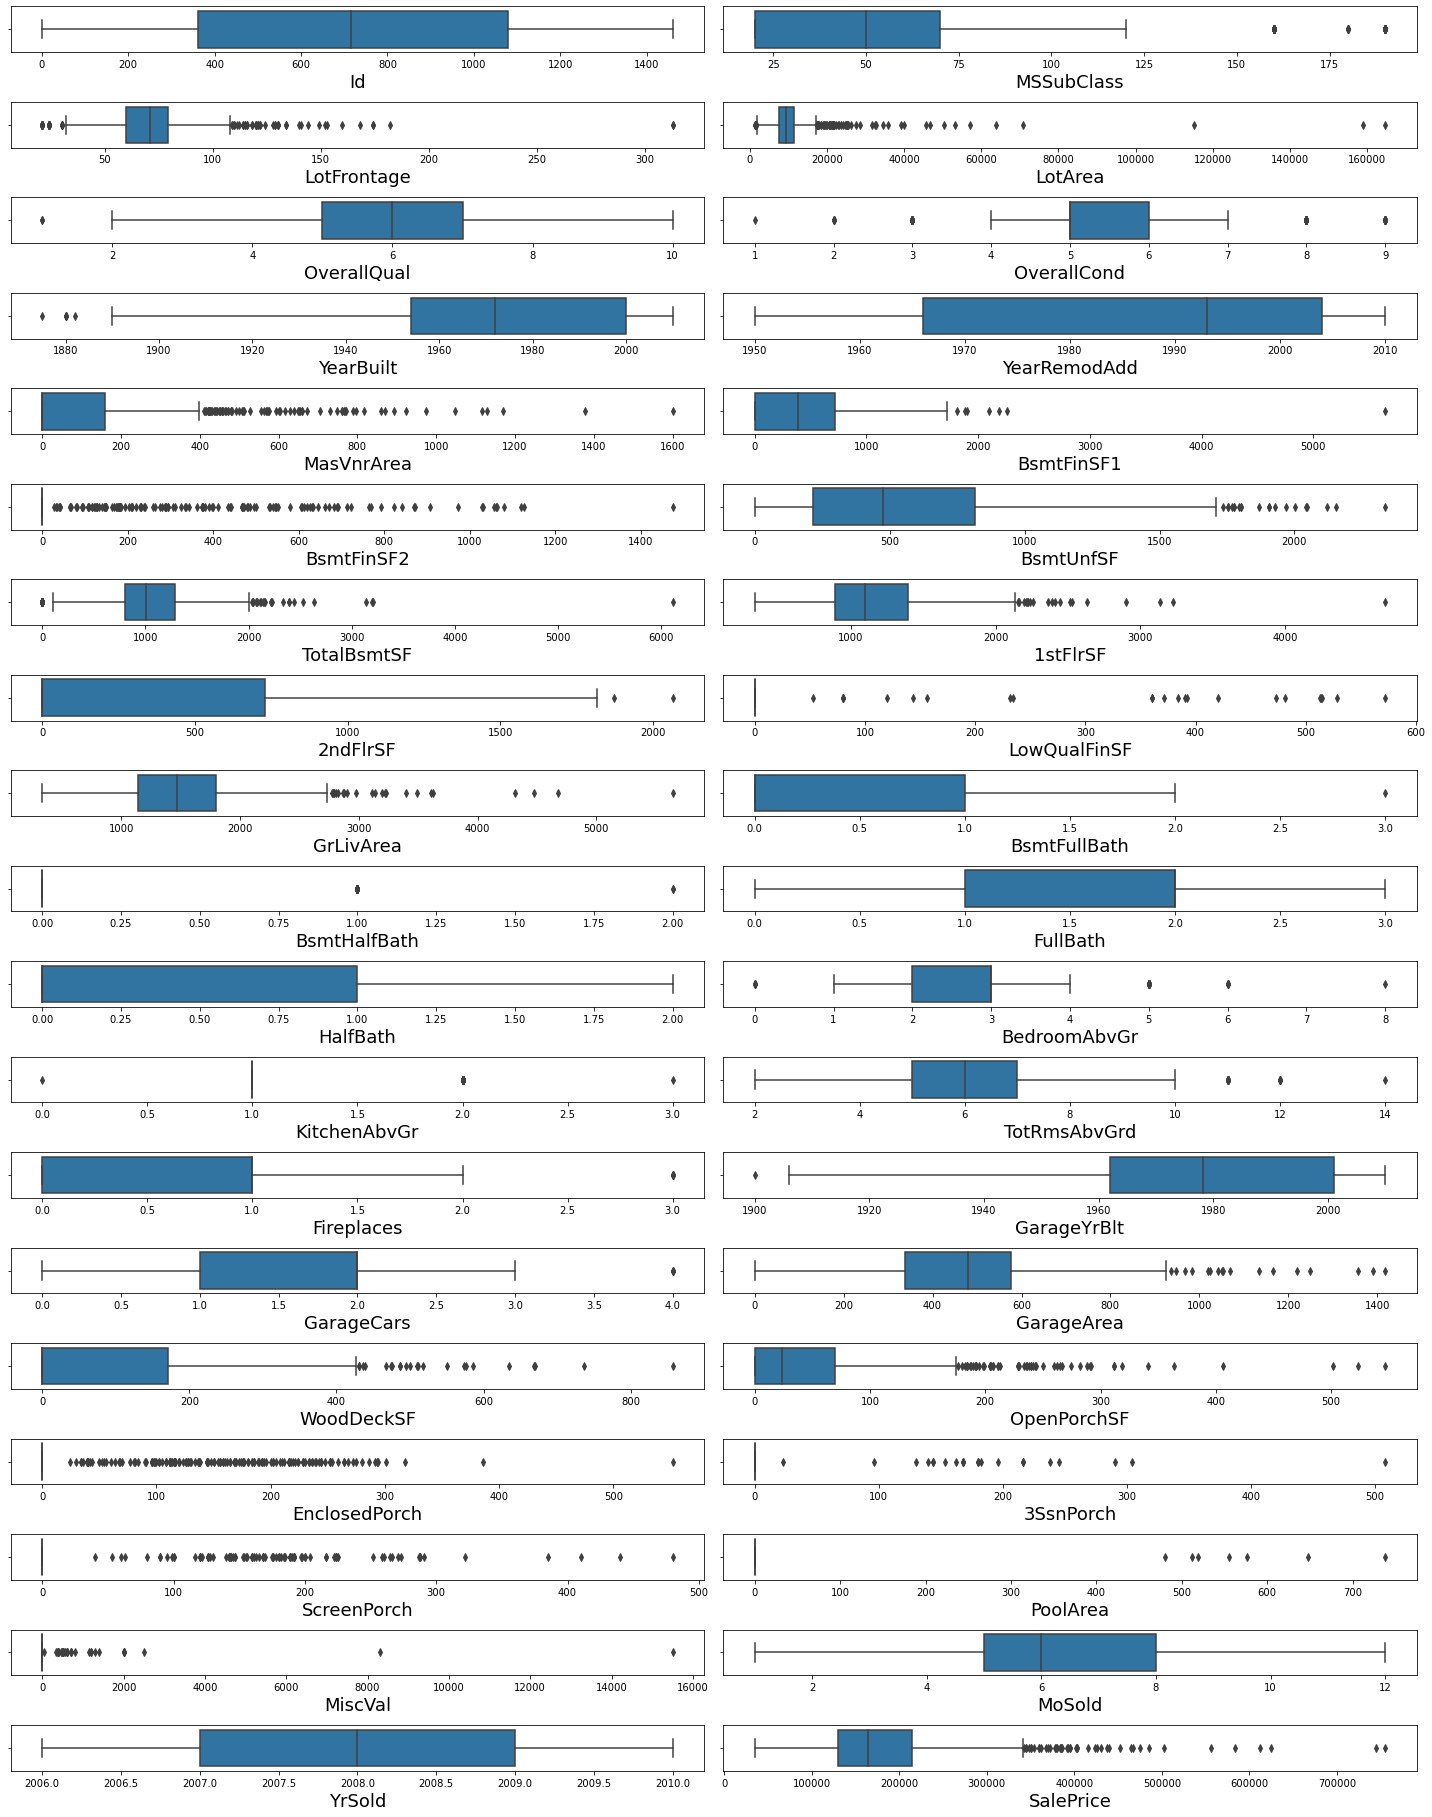 0 200 400 600 800 1000 1200 1400
Id
25 50 75 100 125 150 175
MSSubClass
50 100 150 200 250 300
LotFrontage
0 20000 40000 60000 80000 100000 120000 140000 160000
LotArea
2 4 6 8 10
OverallQual
1 2 3 4 5 6 7 8 9
OverallCond
1880 1900 1920 1940 1960 1980 2000
YearBuilt
1950 1960 1970 1980 1990 2000 2010
YearRemodAdd
0 200 400 600 800 1000 1200 1400 1600
MasVnrArea
0 1000 2000 3000 4000 5000
BsmtFinSF1
0 200 400 600 800 1000 1200 1400
BsmtFinSF2
0 500 1000 1500 2000
BsmtUnfSF
0 1000 2000 3000 4000 5000 6000
TotalBsmtSF
1000 2000 3000 4000
1stFlrSF
0 500 1000 1500 2000
2ndFlrSF
0 100 200 300 400 500 600
LowQualFinSF
1000 2000 3000 4000 5000
GrLivArea
0.0 0.5 1.0 1.5 2.0 2.5 3.0
BsmtFullBath
0.00 0.25 0.50 0.75 1.00 1.25 1.50 1.75 2.00
BsmtHalfBath
0.0 0.5 1.0 1.5 2.0 2.5 3.0
FullBath
0.00 0.25 0.50 0.75 1.00 1.25 1.50 1.75 2.00
HalfBath
0 1 2 3 4 5 6 7 8
BedroomAbvGr
0.0 0.5 1.0 1.5 2.0 2.5 3.0
KitchenAbvGr
2 4 6 8 10 12 14
TotRmsAbvGrd
0.0 0.5 1.0 1.5 2.0 2.5 3.0
Fireplaces
1900 1920 1940 1960 1980 2000
GarageYrBlt
0.0 0.5 1.0 1.5 2.0 2.5 3.0 3.5 4.0
GarageCars
0 200 400 600 800 1000 1200 1400
GarageArea
0 200 400 600 800
WoodDeckSF
0 100 200 300 400 500
OpenPorchSF
0 100 200 300 400 500
EnclosedPorch
0 100 200 300 400 500
3SsnPorch
0 100 200 300 400 500
ScreenPorch
0 100 200 300 400 500 600 700
PoolArea
0 2000 4000 6000 8000 10000 12000 14000 16000
MiscVal
2 4 6 8 10 12
MoSold
2006.0 2006.5 2007.0 2007.5 2008.0 2008.5 2009.0 2009.5 2010.0
YrSold
0 100000 200000 300000 400000 500000 600000 700000
SalePrice